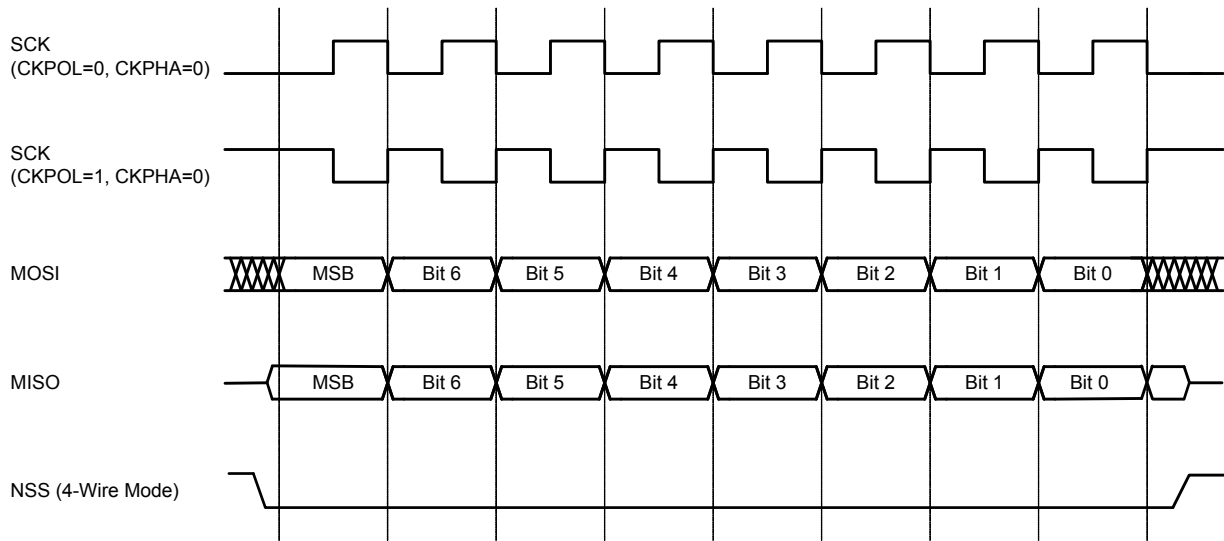 SCK
(CKPOL=0, CKPHA=0)
SCK
(CKPOL=1, CKPHA=0)
MOSI MSB Bit 6 Bit 5 Bit 4 Bit 3 Bit 2 Bit 1 Bit 0
MISO MSB Bit 6 Bit 5 Bit 4 Bit 3 Bit 2 Bit 1 Bit 0
NSS (4-Wire Mode)